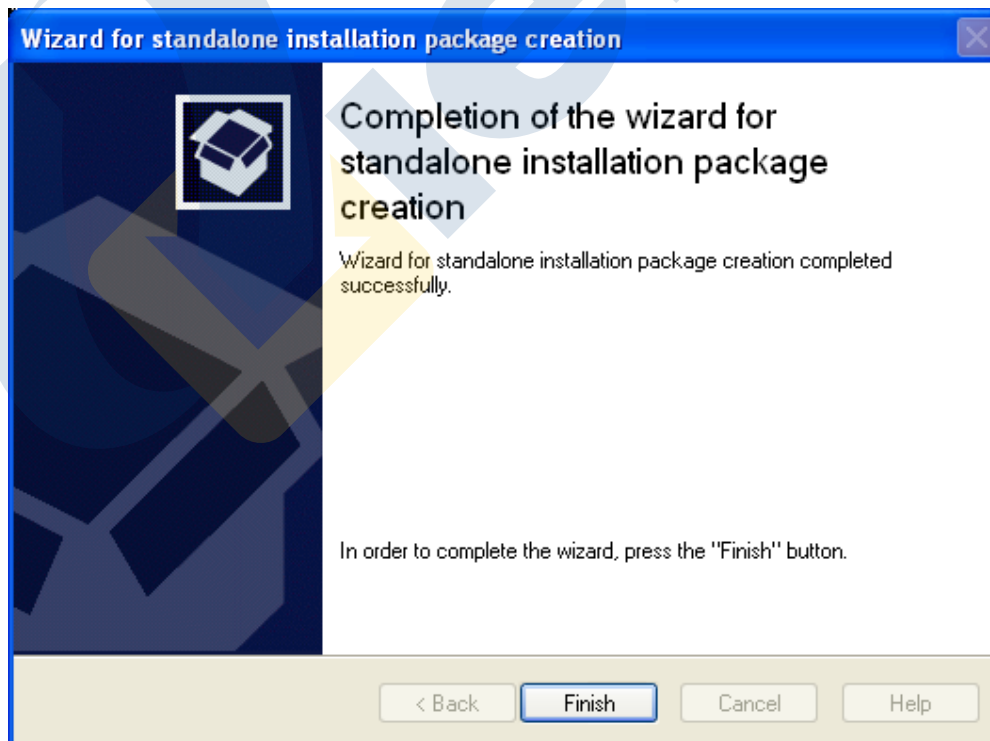 Wizard for standalone installation package creation
Completion of the wizard for
standalone installation package
creation
Wizard for standalone installation package creation completed
successfully.
In order to complete the wizard, press the "Finish" button.
< Back
Finish
Cancel
Help